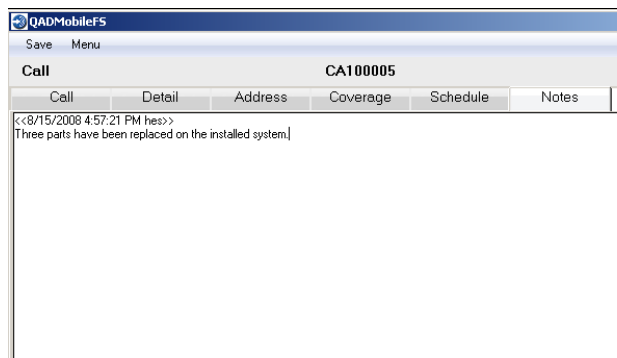 QADMobileFS
Save Menu
Call CA100005
Call Detail Address Coverage Schedule Notes
<<8/15/2008 4:57:21 PM hes>>
Three parts have been replaced on the installed system.